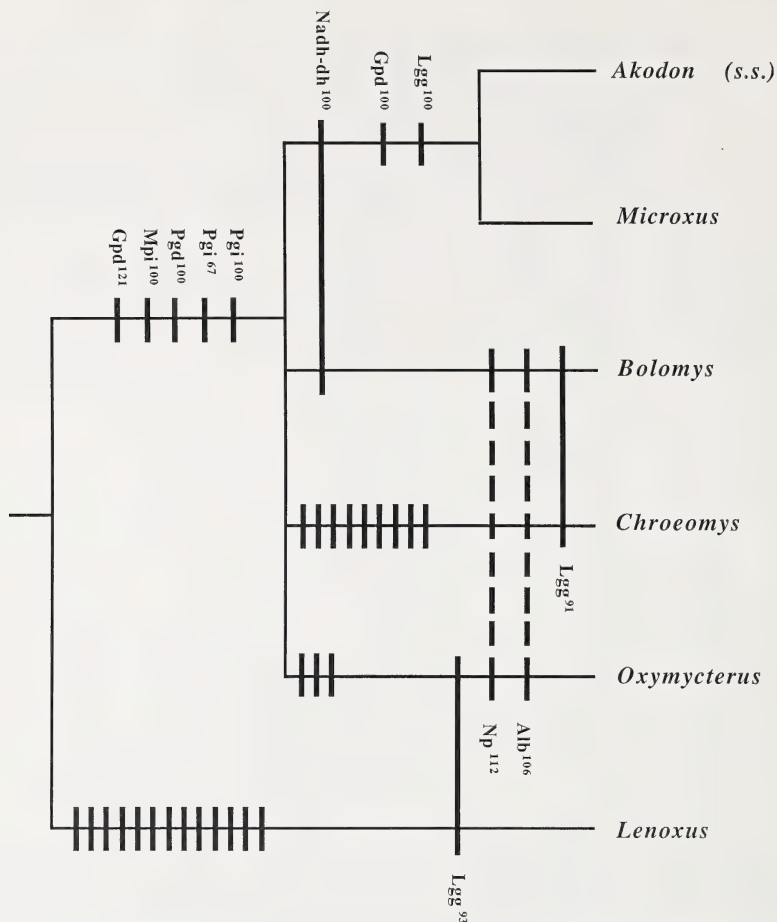 Nadh-dh100
Gpd100
Lgg100
Akodon (s.s.)
Microxus
Gpd121
Mpi100
Pgd100
Pgi67
Pgi100
Bolomys
Chroeomys
Lgg91
Oxymycterus
Np112
Alb106
Lenoxus
Lgg93